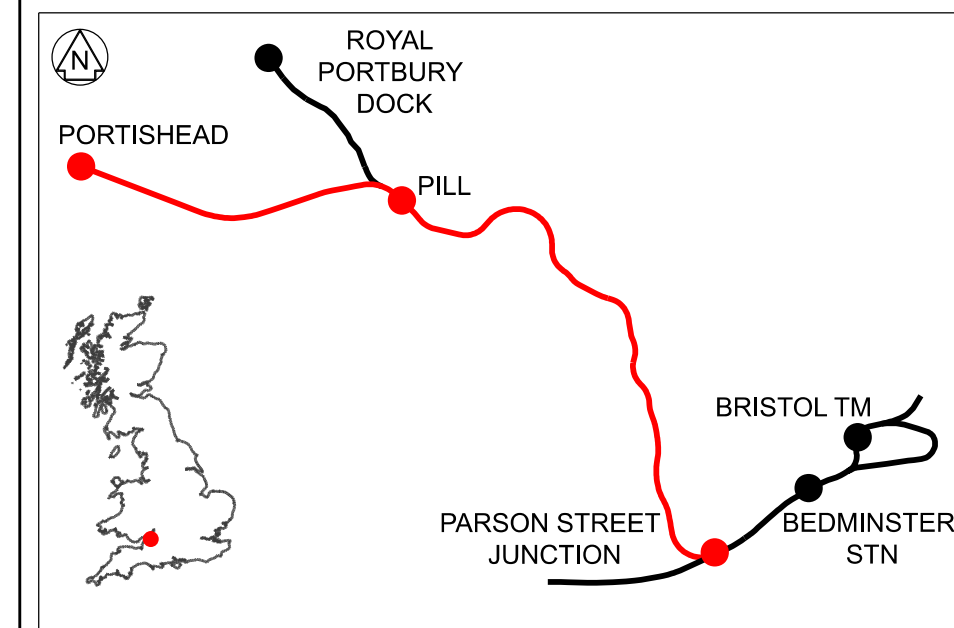 N
ROYAL
PORTBURY
DOCK
PORTISHEAD
PILL
BRISTOL TM
PARSON STREET
JUNCTION
BEDMINSTER
STN